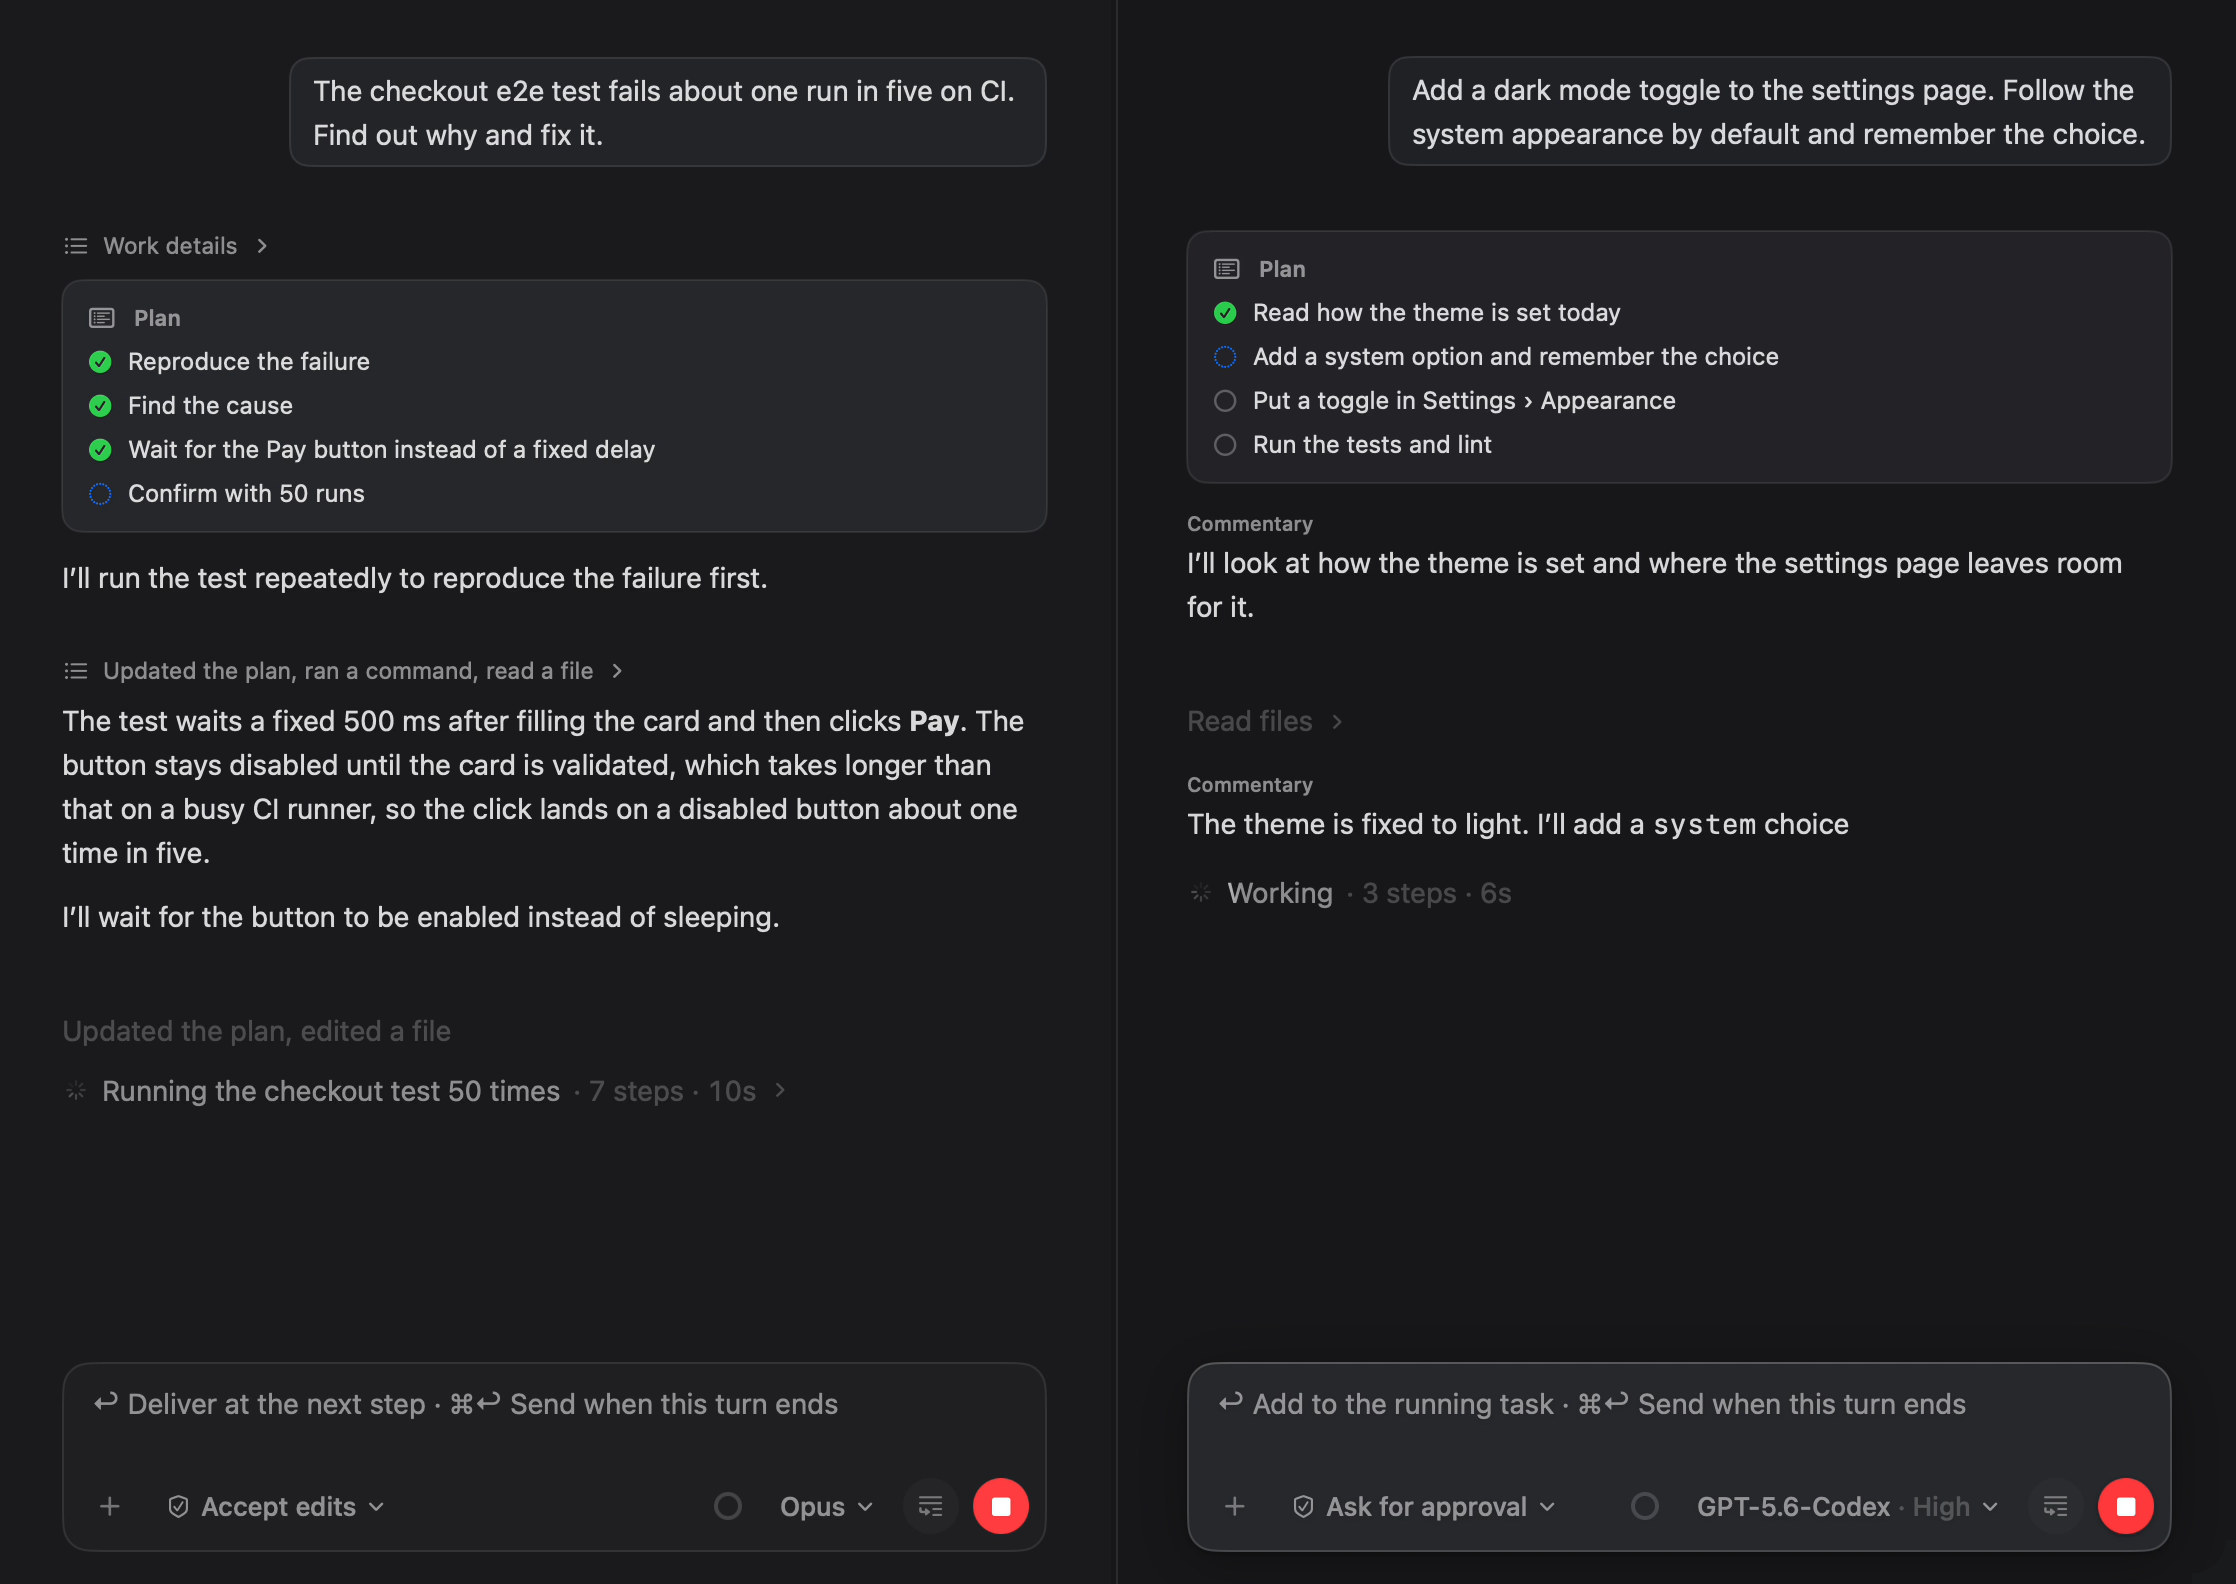 The checkout e2e test fails about one run in five on CI.
Find out why and fix it.
Work details
Plan
Reproduce the failure
Find the cause
Wait for the Pay button instead of a fixed delay
Confirm with 50 runs
I’ll run the test repeatedly to reproduce the failure first.
Updated the plan, ran a command, read a file
The test waits a fixed 500 ms after filling the card and then clicks Pay. The
button stays disabled until the card is validated, which takes longer than
that on a busy CI runner, so the click lands on a disabled button about one
time in five.
I’ll wait for the button to be enabled instead of sleeping.
Updated the plan, edited a file
Running the checkout test 50 times · 7 steps · 10s
↩ Deliver at the next step · ⌘↩ Send when this turn ends
Accept edits
Opus
Add a dark mode toggle to the settings page. Follow the
system appearance by default and remember the choice.
Plan
Read how the theme is set today
Add a system option and remember the choice
Put a toggle in Settings › Appearance
Run the tests and lint
Commentary
I’ll look at how the theme is set and where the settings page leaves room
for it.
Read files
Commentary
The theme is fixed to light. I’ll add a system choice
Working · 3 steps · 6s
↩ Add to the running task · ⌘↩ Send when this turn ends
Ask for approval
GPT-5.6-Codex · High